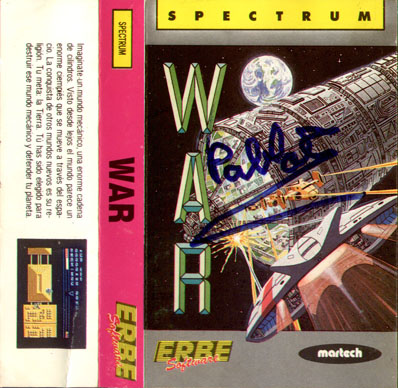 Imagínate un mundo mecánico, una enorme cadena
de cilindros. Visto desde lejos el mundo parece un
enorme ciempiés que se mueve a través del espa-
cio. La conquista de otros mundos nuevos es su re-
ligión. Tu meta: la Tierra. Tú has sido elegido para
destruir ese mundo mecánico y defender tu planeta.
SPECTRUM
WAR
ERBE
Software
SPECTRUM
WAR
ERBE
Software
martech